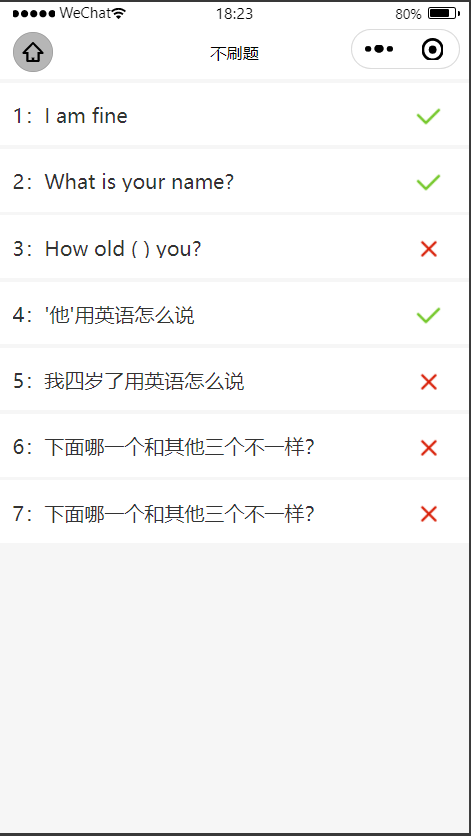 WeChat 18:23 80%
不刷题
1：I am fine
2：What is your name?
3：How old ( ) you?
4：'他'用英语怎么说
5：我四岁了用英语怎么说
6：下面哪一个和其他三个不一样?
7：下面哪一个和其他三个不一样?